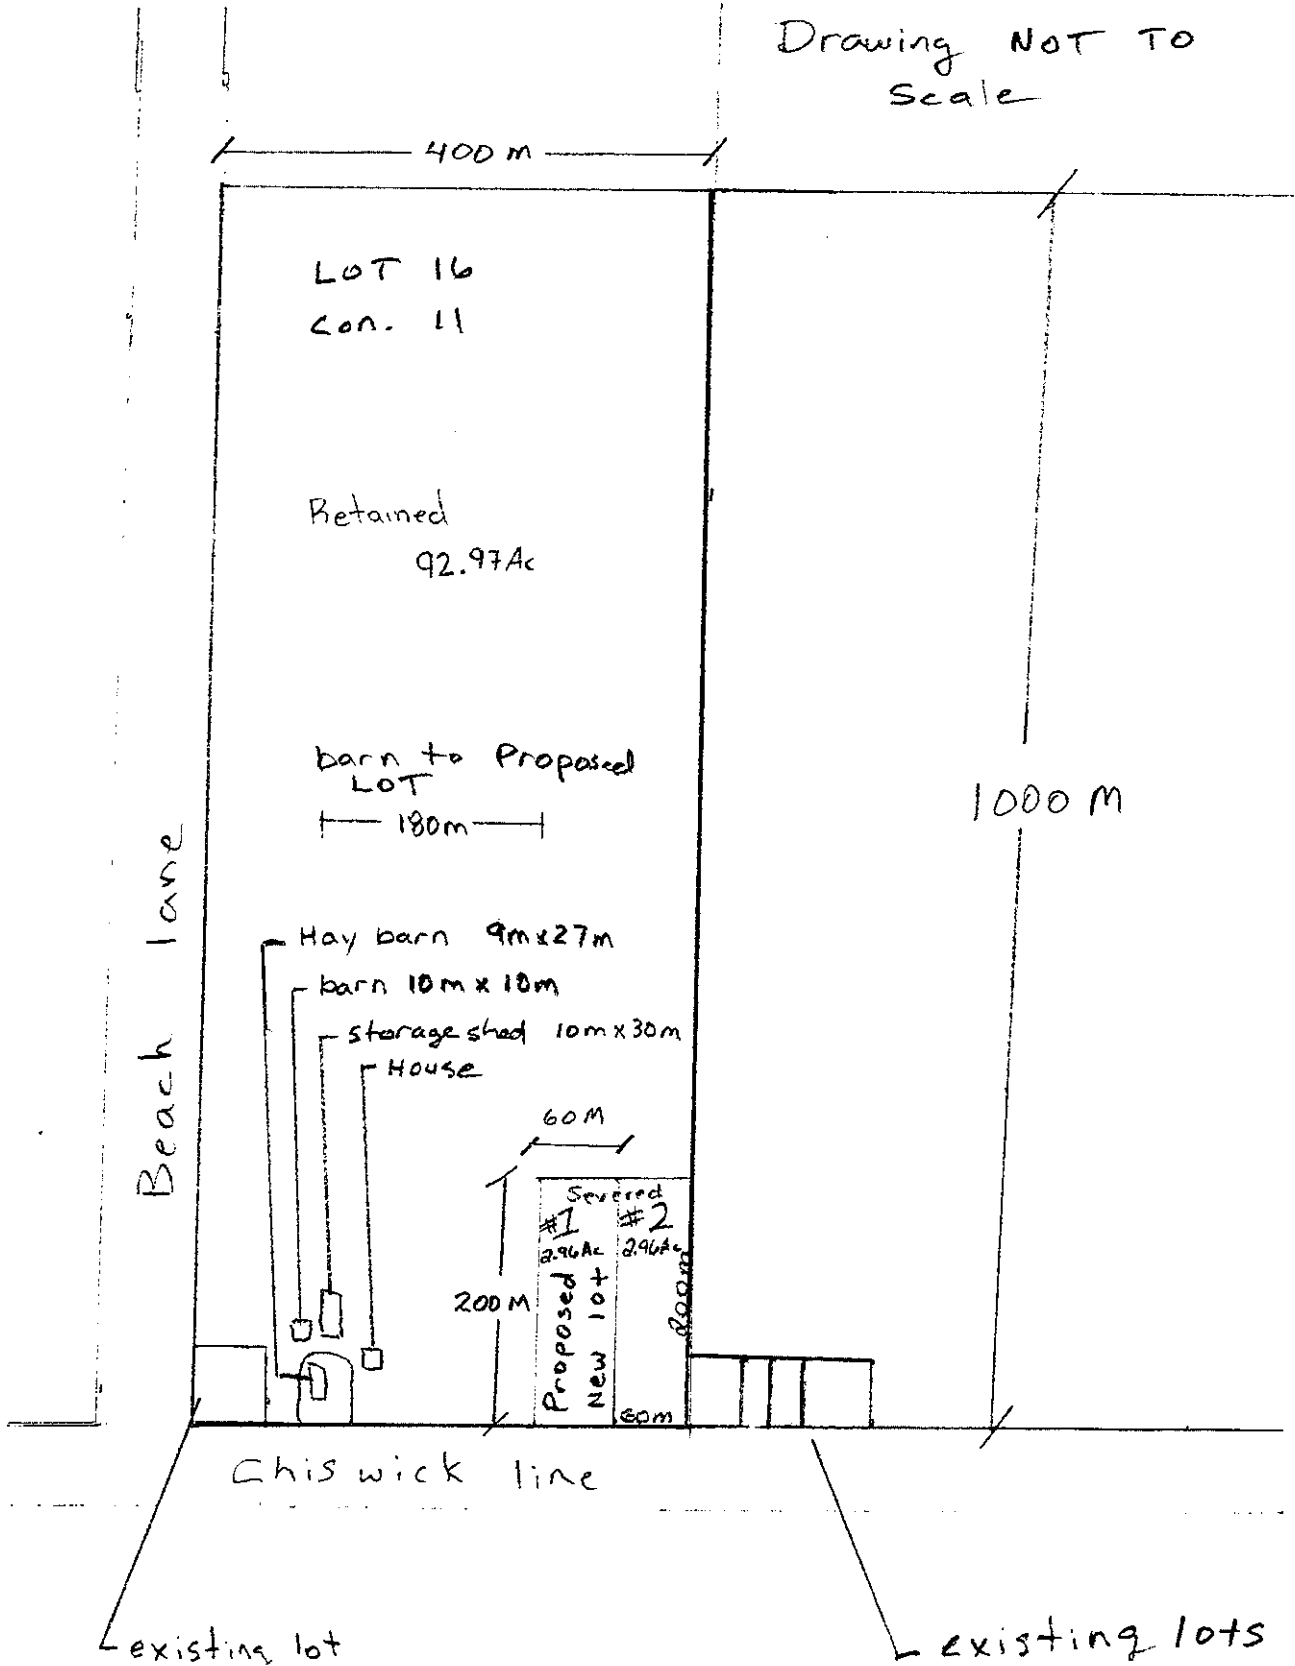 Drawing NOT TO
Scale
400 m
LOT 16
con. 11
Retained
92.97Ac
barn to Proposed
LOT
180m
1000 M
Beach lane
Hay barn 9m x 27m
barn 10m x 10m
storage shed 10m x 30m
House
60M
Severed
#1 #2
2.96Ac 2.96Ac
200 M
Proposed
New lot
200m
60m
Chiswick line
existing lot
existing lots